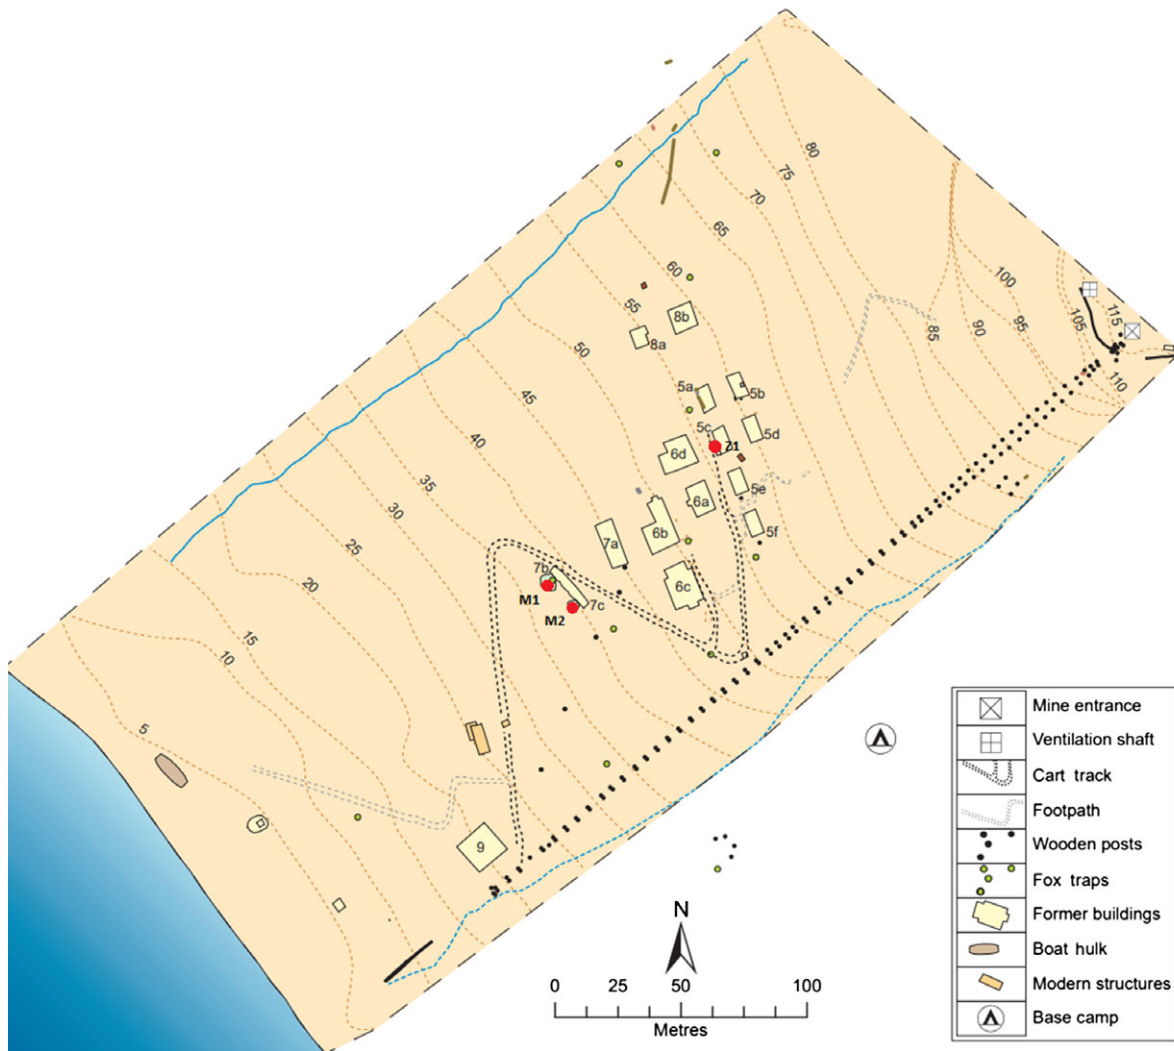 80
75
70
65
60
55
50
45
40
35
30
25
20
15
10
5
100
115
105
95
90
85
110
8b
8a
5a
5b
5c
5d
Z1
6d
5e
6a
5f
6b
7a
7b
6c
7c
M1
M2
9
N
0 25 50 100
Metres
Mine entrance
Ventilation shaft
Cart track
Footpath
Wooden posts
Fox traps
Former buildings
Boat hulk
Modern structures
Base camp